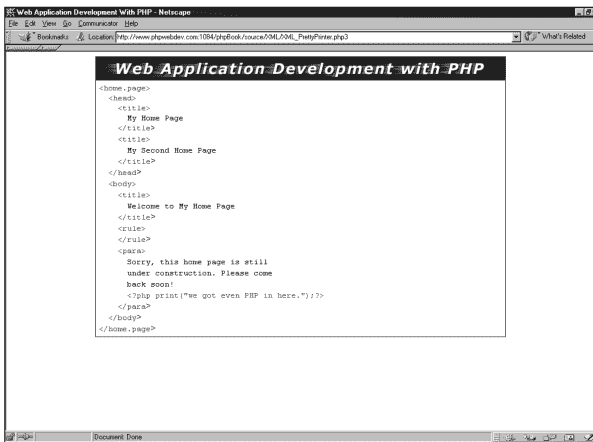 Web Application Development With PHP - Netscape
File Edit View Go Communicator Help
Bookmarks Location: http://www.phpwebdev.com:1084/phpBook/source/XML/XML_PrettyPrinter.php3 What's Related
Web Application Development with PHP
<home.page>
<head>
<title>
My Home Page
</title>
<title>
My Second Home Page
</title>
</head>
<body>
<title>
Welcome to My Home Page
</title>
<rule>
</rule>
<para>
Sorry, this home page is still
under construction. Please come
back soon!
<?php print("we got even PHP in here.");?>
</para>
</body>
</home.page>
Document: Done